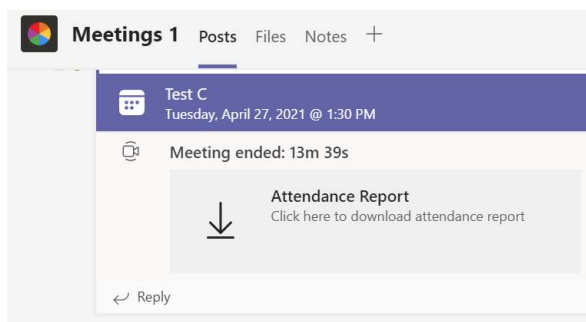 Meetings 1 Posts Files Notes
Test C
Tuesday, April 27, 2021 @ 1:30 PM
Meeting ended: 13m 39s
Attendance Report
Click here to download attendance report
Reply